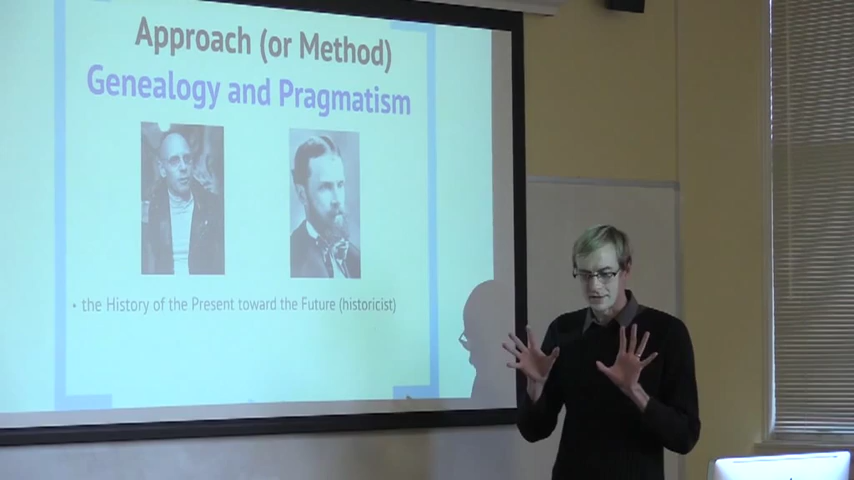 Approach (or Method)
Genealogy and Pragmatism
• the History of the Present toward the Future (historicist)